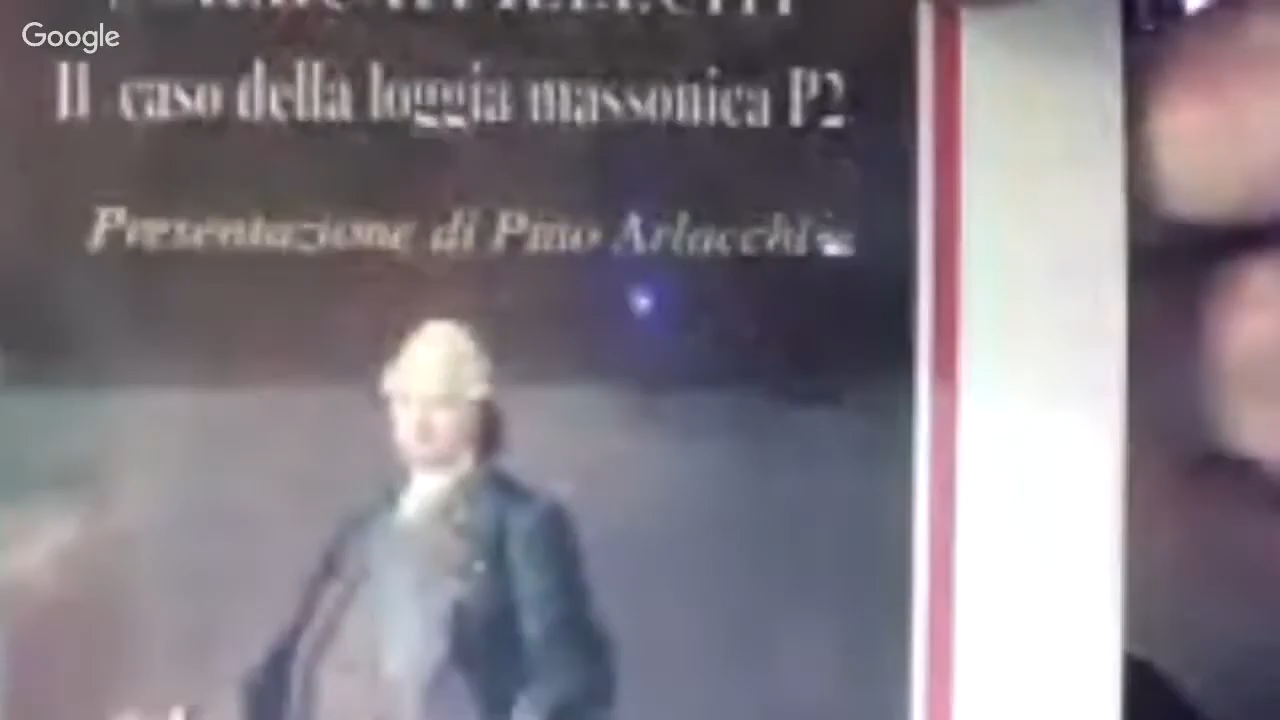 Google
Il caso della loggia massonica P2
Presentazione di Pino Arlacchi